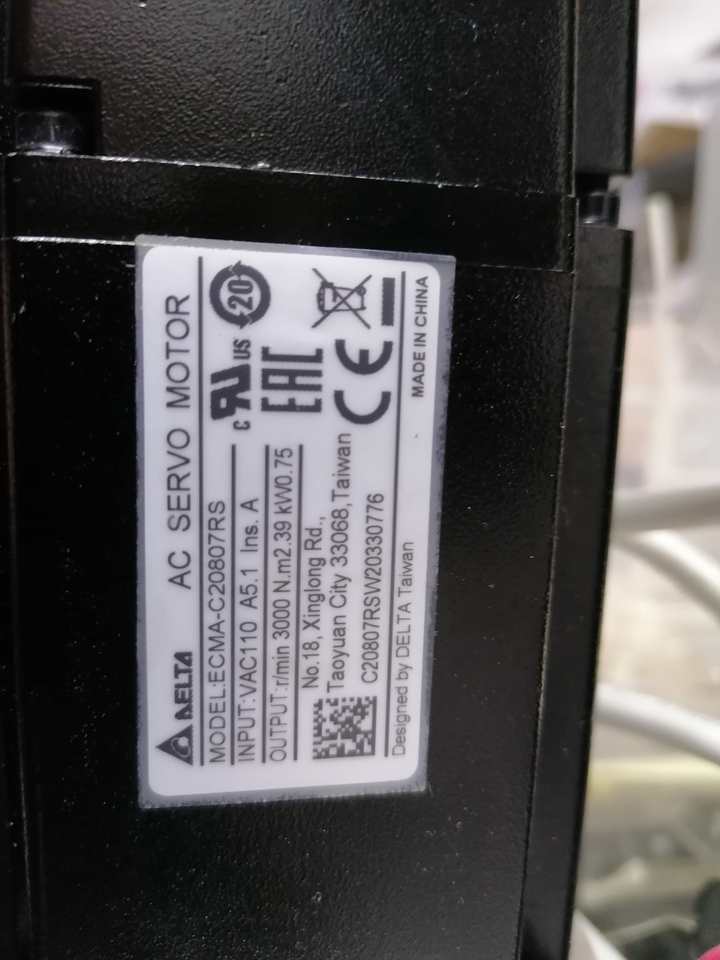 DELTA AC SERVO MOTOR
MODEL:ECMA-C20807RS
INPUT:VAC110 A5.1 Ins. A
OUTPUT:r/min 3000 N.m2.39 kW0.75
No.18, Xinglong Rd.,
Taoyuan City 33068,Taiwan
C20807RSW20330776
Designed by DELTA Taiwan
c RU US
20
EAC
CE
MADE IN CHINA